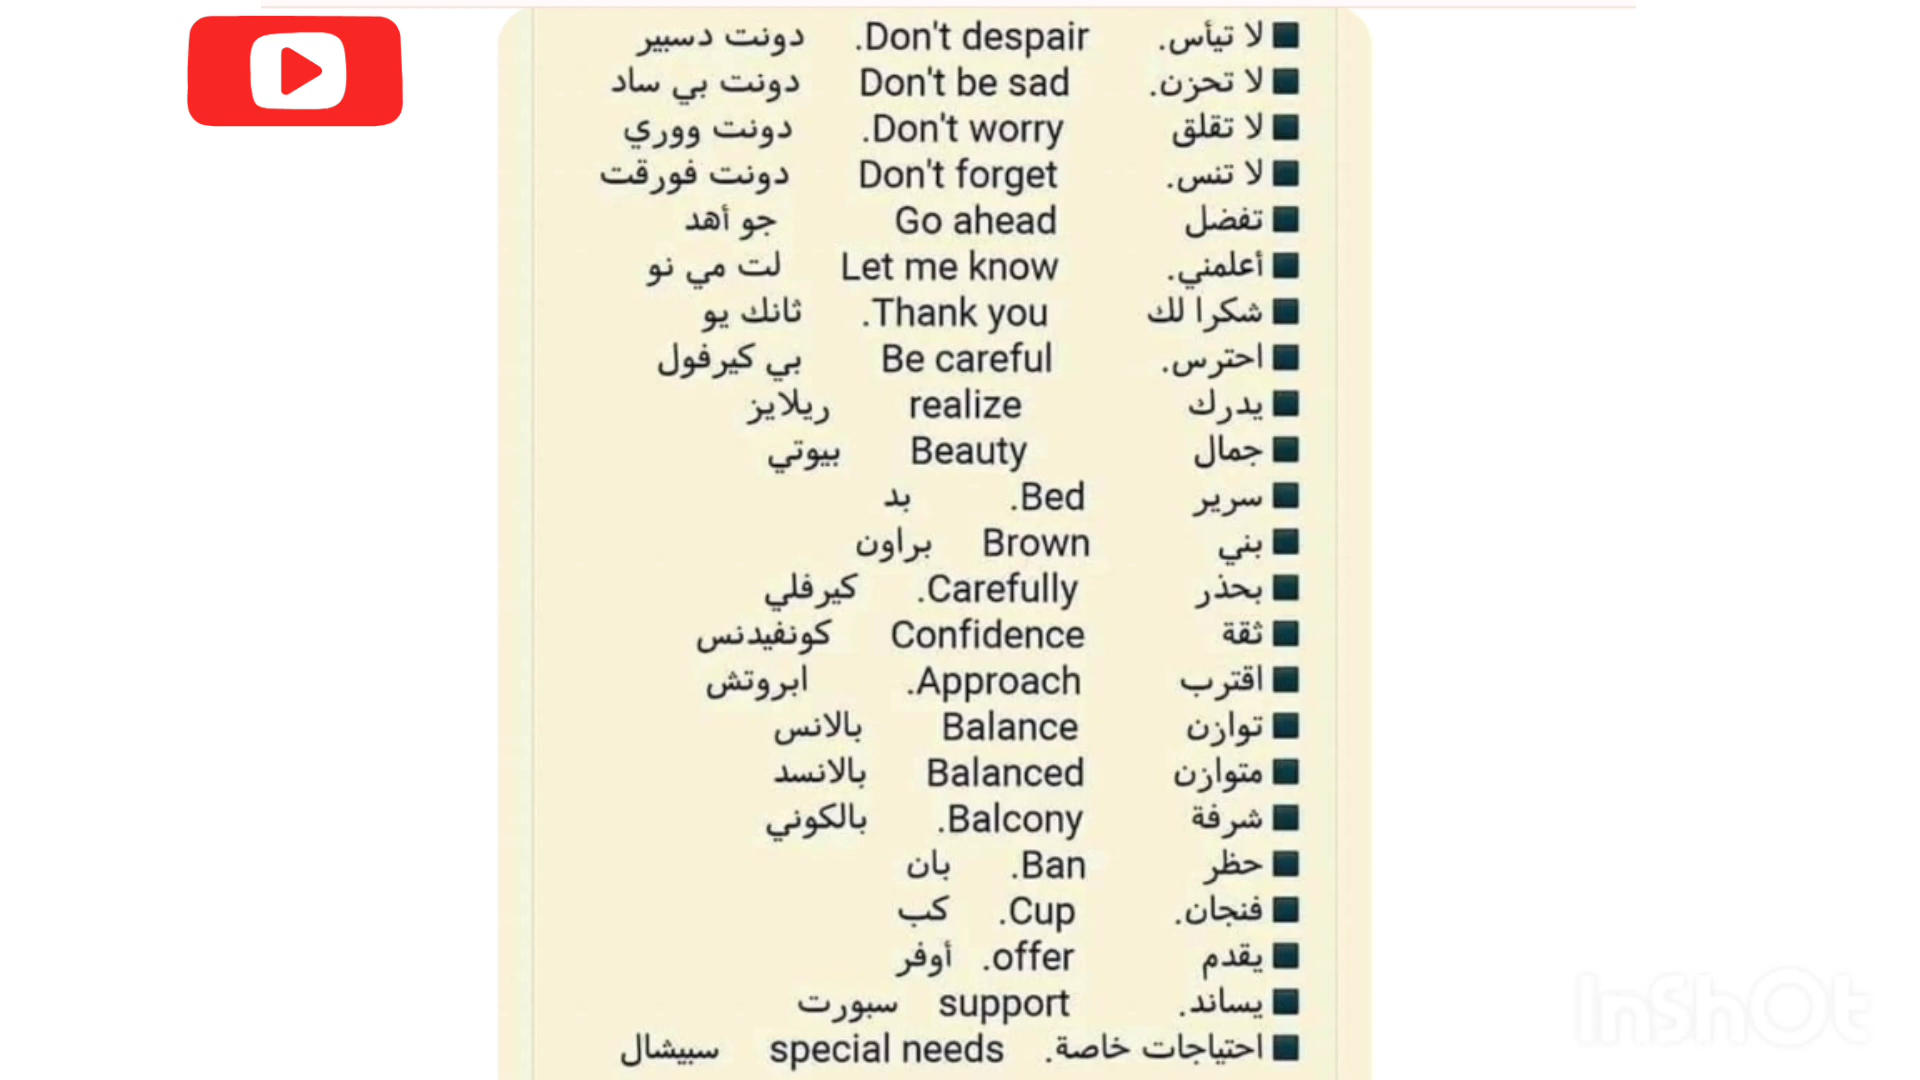 لا تيأس. Don't despair. دونت دسبير
لا تحزن. Don't be sad دونت بي ساد
لا تقلق Don't worry. دونت ووري
لا تنس. Don't forget دونت فورقت
تفضل Go ahead جو أهد
أعلمني. Let me know لت مي نو
شكرا لك Thank you. ثانك يو
احترس. Be careful بي كيرفول
يدرك realize ريلايز
جمال Beauty بيوتي
سرير Bed. بد
بني Brown براون
بحذر Carefully. كيرفلي
ثقة Confidence كونفيدنس
اقترب Approach. ابروتش
توازن Balance بالانس
متوازن Balanced بالانسد
شرفة Balcony. بالكوني
حظر Ban. بان
فنجان. Cup. كب
يقدم offer. أوفر
يساند. support سبورت
احتياجات خاصة. special needs سبيشال
InShOt